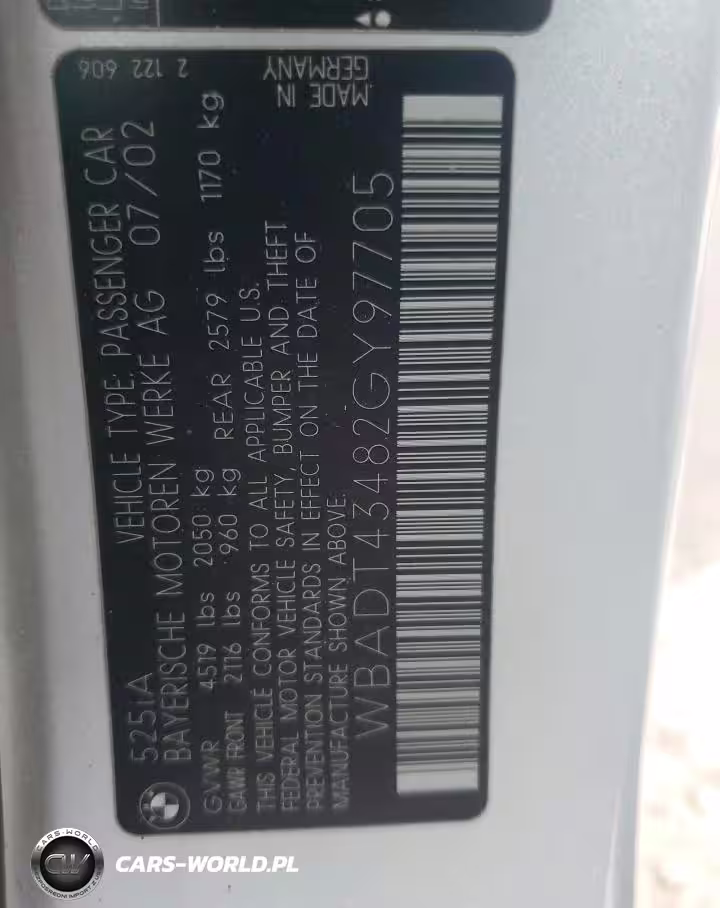 525iA VEHICLE TYPE: PASSENGER CAR
BAYERISCHE MOTOREN WERKE AG 07/02
GVWR 4519 lbs 2050 kg
GAWR FRONT 2116 lbs 960 kg REAR 2579 lbs 1170 kg
THIS VEHICLE CONFORMS TO ALL APPLICABLE U.S.
FEDERAL MOTOR VEHICLE SAFETY, BUMPER AND THEFT
PREVENTION STANDARDS IN EFFECT ON THE DATE OF
MANUFACTURE SHOWN ABOVE:
WBADT43482GY97705
2 122 606
MADE IN
GERMANY
CARS-WORLD
CW
CARS-WORLD.PL